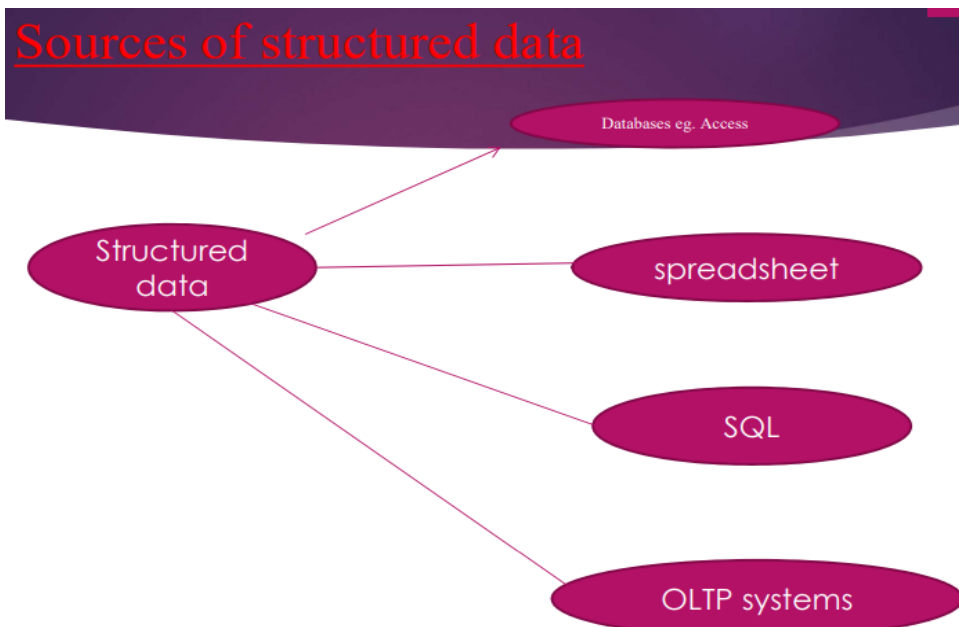 Sources of structured data
Databases eg. Access
Structured
data
spreadsheet
SQL
OLTP systems